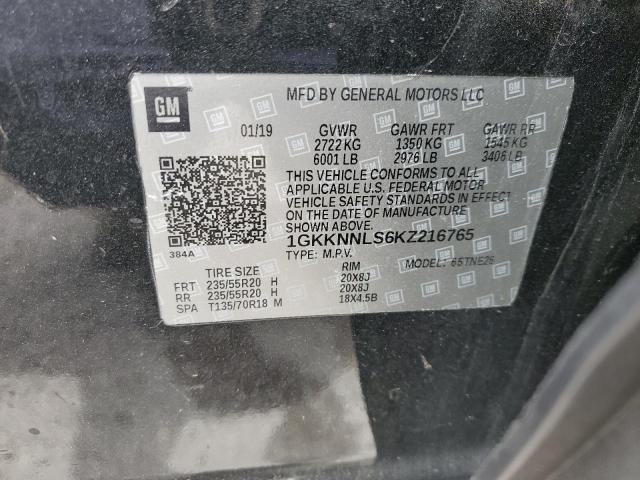 GM
MFD BY GENERAL MOTORS LLC
01/19 GVWR GAWR FRT GAWR RR
2722 KG 1350 KG 1545 KG
6001 LB 2976 LB 3406 LB
THIS VEHICLE CONFORMS TO ALL
APPLICABLE U.S. FEDERAL MOTOR
VEHICLE SAFETY STANDARDS IN EFFECT
ON THE DATE OF MANUFACTURE
SHOWN ABOVE.
1GKKNNLS6KZ216765
384A TYPE: M.P.V. MODEL: 65TNE26
TIRE SIZE RIM
FRT 235/55R20 H 20X8J
RR 235/55R20 H 20X8J
SPA T135/70R18 M 18X4.5B